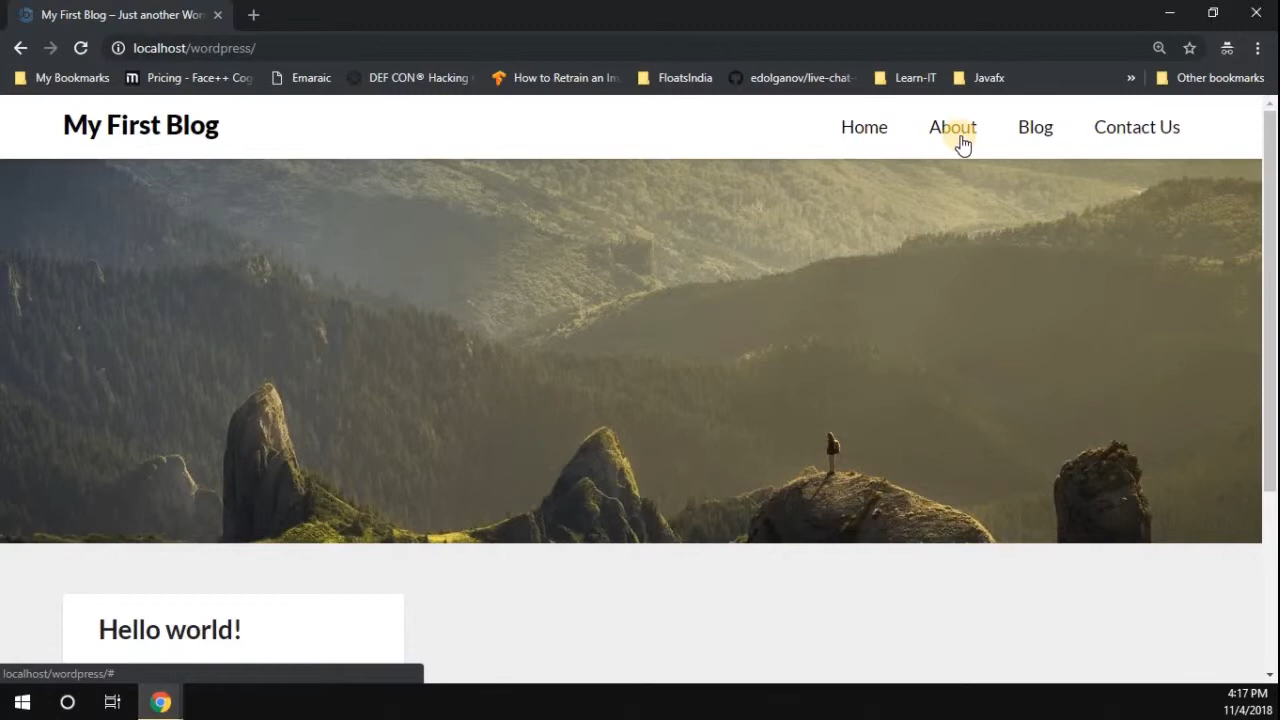 My First Blog – Just another Wor
localhost/wordpress/
My Bookmarks
Pricing - Face++ Cog
Emaraic
DEF CON® Hacking
How to Retrain an Im
FloatsIndia
edolganov/live-chat-
Learn-IT
Javafx
»
Other bookmarks
My First Blog
Home
About
Blog
Contact Us
Hello world!
localhost/wordpress/#
4:17 PM
11/4/2018